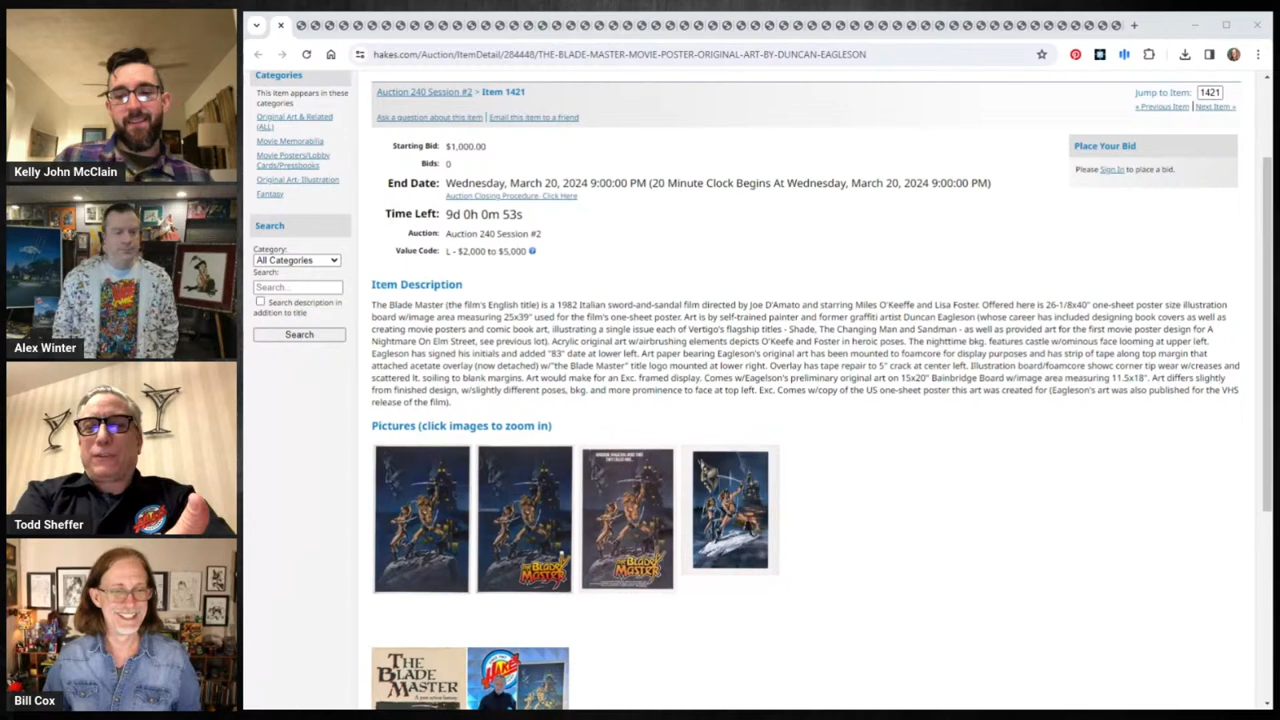 Kelly John McClain
Alex Winter
Todd Sheffer
Bill Cox
hakes.com/Auction/ItemDetail/284448/THE-BLADE-MASTER-MOVIE-POSTER-ORIGINAL-ART-BY-DUNCAN-EAGLESON
Categories
This item appears in these
categories
Original Art & Related
(ALL)
Movie Memorabilia
Movie Posters/Lobby
Cards/Pressbooks
Original Art- Illustration
Fantasy
Search
Category:
All Categories
Search:
Search...
Search description in
addition to title
Search
Auction 240 Session #2 > Item 1421
Jump to Item: 1421
Ask a question about this item | Email this item to a friend
« Previous Item | Next Item »
Starting Bid: $1,000.00
Bids: 0
End Date: Wednesday, March 20, 2024 9:00:00 PM (20 Minute Clock Begins At Wednesday, March 20, 2024 9:00:00 PM)
Auction Closing Procedure- Click Here
Time Left: 9d 0h 0m 53s
Auction: Auction 240 Session #2
Value Code: L - $2,000 to $5,000
Place Your Bid
Please Sign In to place a bid.
Item Description
The Blade Master (the film's English title) is a 1982 Italian sword-and-sandal film directed by Joe D'Amato and starring Miles O'Keeffe and Lisa Foster. Offered here is 26-1/8x40" one-sheet poster size illustration
board w/image area measuring 25x39" used for the film's one-sheet poster. Art is by self-trained painter and former graffiti artist Duncan Eagleson (whose career has included designing book covers as well as
creating movie posters and comic book art, illustrating a single issue each of Vertigo's flagship titles - Shade, The Changing Man and Sandman - as well as provided art for the first movie poster design for A
Nightmare On Elm Street, see previous lot). Acrylic original art w/airbrushing elements depicts O'Keefe and Foster in heroic poses. The nighttime bkg. features castle w/ominous face looming at upper left.
Eagleson has signed his initials and added "83" date at lower left. Art paper bearing Eagleson's original art has been mounted to foamcore for display purposes and has strip of tape along top margin that
attached acetate overlay (now detached) w/"the Blade Master" title logo mounted at lower right. Overlay has tape repair to 5" crack at center left. Illustration board/foamcore shows corner tip wear w/creases and
scattered lt. soiling to blank margins. Art would make for an Exc. framed display. Comes w/Eagelson's preliminary original art on 15x20" Bainbridge Board w/image area measuring 11.5x18". Art differs slightly
from finished design, w/slightly different poses, bkg. and more prominence to face at top left. Exc. Comes w/copy of the US one-sheet poster this art was created for (Eagleson's art was also published for the VHS
release of the film).
Pictures (click images to zoom in)
THE BLADE
MASTER
THE BLADE
MASTER
THE
BLADE
MASTER
HAKE'S